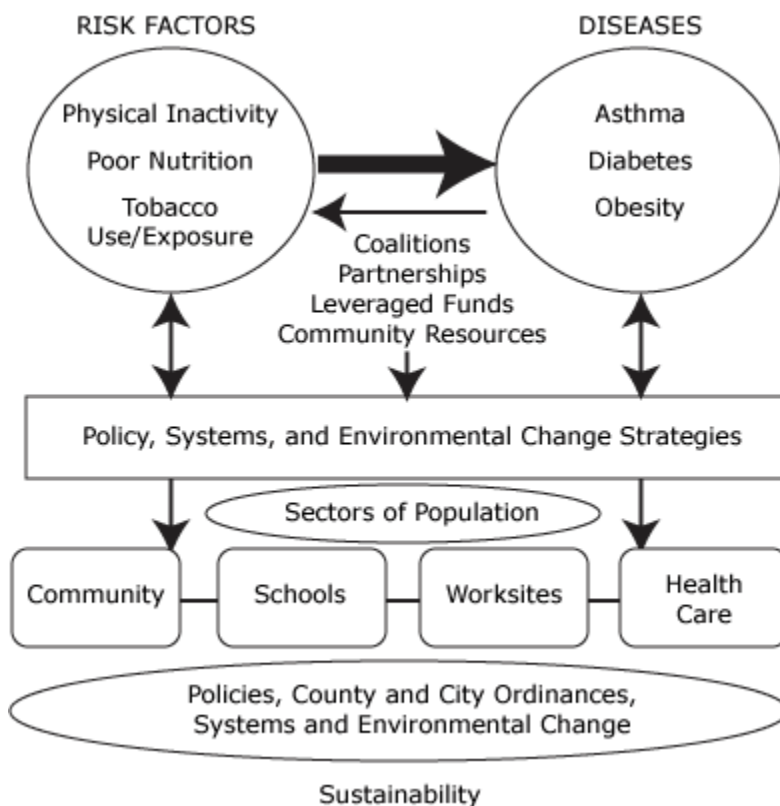 RISK FACTORS
DISEASES
Physical Inactivity
Poor Nutrition
Tobacco
Use/Exposure
Asthma
Diabetes
Obesity
Coalitions
Partnerships
Leveraged Funds
Community Resources
Policy, Systems, and Environmental Change Strategies
Sectors of Population
Community
Schools
Worksites
Health
Care
Policies, County and City Ordinances,
Systems and Environmental Change
Sustainability